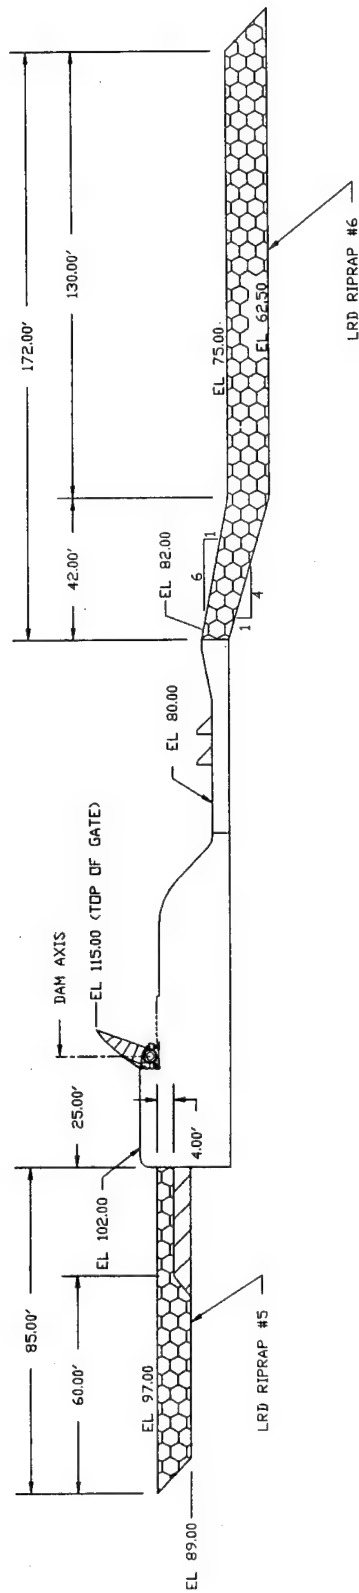 85.00'
60.00'
25.00'
DAM AXIS
EL 115.00 (TOP OF GATE)
EL 102.00
EL 97.00
4.00'
EL 89.00
LRD RIPRAP #5
EL 80.00
EL 82.00
6
1
1
4
172.00'
42.00'
130.00'
EL 75.00
EL 62.50
LRD RIPRAP #6